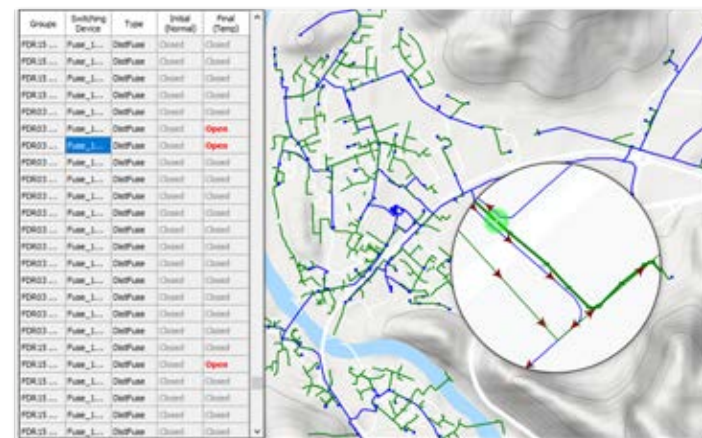 Groups Switching Device Type Initial (Normal) Final (Temp)
FDR15 ... Fuse_1... DistFuse Closed Closed
FDR15 ... Fuse_1... DistFuse Closed Closed
FDR15 ... Fuse_1... DistFuse Closed Closed
FDR15 ... Fuse_1... DistFuse Closed Closed
FDR03 ... Fuse_1... DistFuse Closed Closed
FDR03 ... Fuse_1... DistFuse Closed Open
FDR03 ... Fuse_1... DistFuse Closed Open
FDR03 ... Fuse_1... DistFuse Closed Closed
FDR03 ... Fuse_1... DistFuse Closed Closed
FDR03 ... Fuse_1... DistFuse Closed Closed
FDR03 ... Fuse_1... DistFuse Closed Closed
FDR03 ... Fuse_1... DistFuse Closed Closed
FDR03 ... Fuse_1... DistFuse Closed Closed
FDR03 ... Fuse_1... DistFuse Closed Closed
FDR03 ... Fuse_1... DistFuse Closed Closed
FDR03 ... Fuse_1... DistFuse Closed Closed
FDR03 ... Fuse_1... DistFuse Closed Closed
FDR03 ... Fuse_1... DistFuse Closed Closed
FDR15 ... Fuse_1... DistFuse Closed Closed
FDR15 ... Fuse_1... DistFuse Closed Open
FDR15 ... Fuse_1... DistFuse Closed Closed
FDR15 ... Fuse_1... DistFuse Closed Closed
FDR15 ... Fuse_1... DistFuse Closed Closed
FDR15 ... Fuse_1... DistFuse Closed Closed